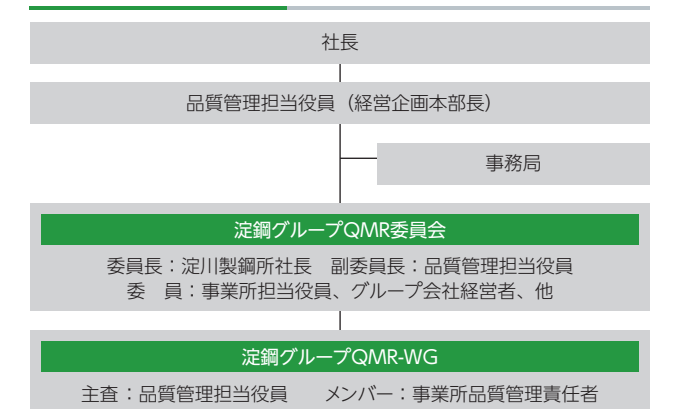 社長
品質管理担当役員（経営企画本部長）
事務局
淀鋼グループQMR委員会
委員長：淀川製鋼所社長　副委員長：品質管理担当役員
委　員：事業所担当役員、グループ会社経営者、他
淀鋼グループQMR-WG
主査：品質管理担当役員　　メンバー：事業所品質管理責任者